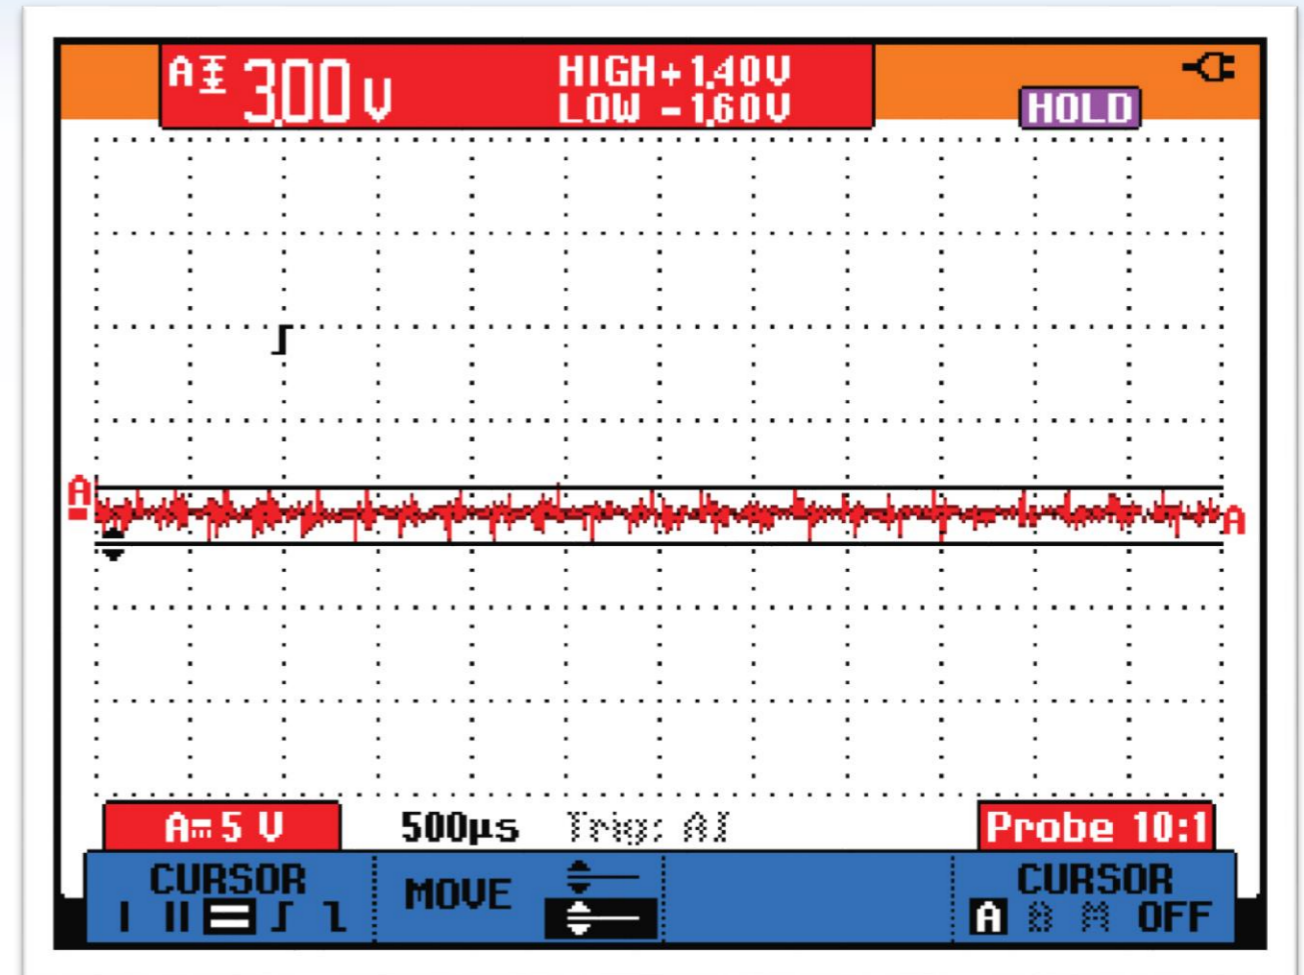 A 3.00 V HIGH+1.40V
LOW -1.60V
HOLD
A
A
A 5 V 500µs Trig: AI Probe 10:1
CURSOR MOVE CURSOR
A B M OFF